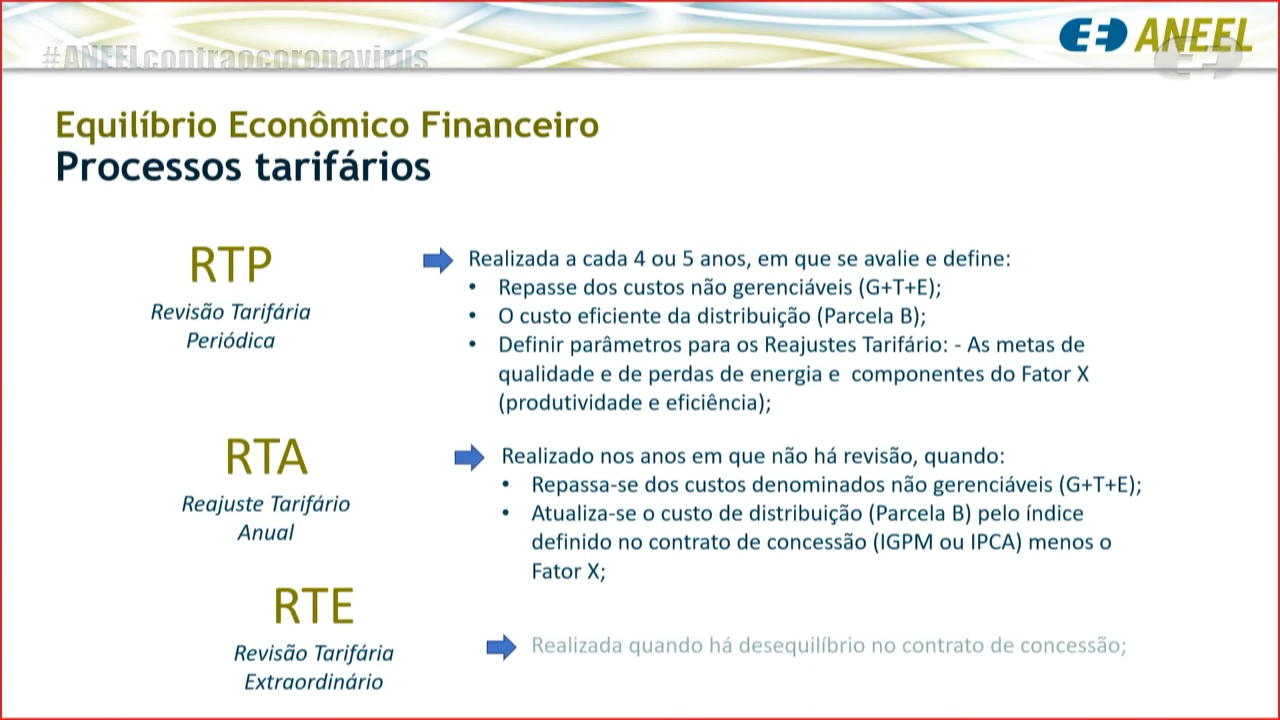 #ANEELcontraocoronavirus
ANEEL
Equilíbrio Econômico Financeiro
Processos tarifários
RTP
Revisão Tarifária
Periódica
Realizada a cada 4 ou 5 anos, em que se avalie e define:
• Repasse dos custos não gerenciáveis (G+T+E);
• O custo eficiente da distribuição (Parcela B);
• Definir parâmetros para os Reajustes Tarifário: - As metas de
qualidade e de perdas de energia e componentes do Fator X
(produtividade e eficiência);
RTA
Reajuste Tarifário
Anual
Realizado nos anos em que não há revisão, quando:
• Repassa-se dos custos denominados não gerenciáveis (G+T+E);
• Atualiza-se o custo de distribuição (Parcela B) pelo índice
definido no contrato de concessão (IGPM ou IPCA) menos o
Fator X;
RTE
Revisão Tarifária
Extraordinário
Realizada quando há desequilíbrio no contrato de concessão;